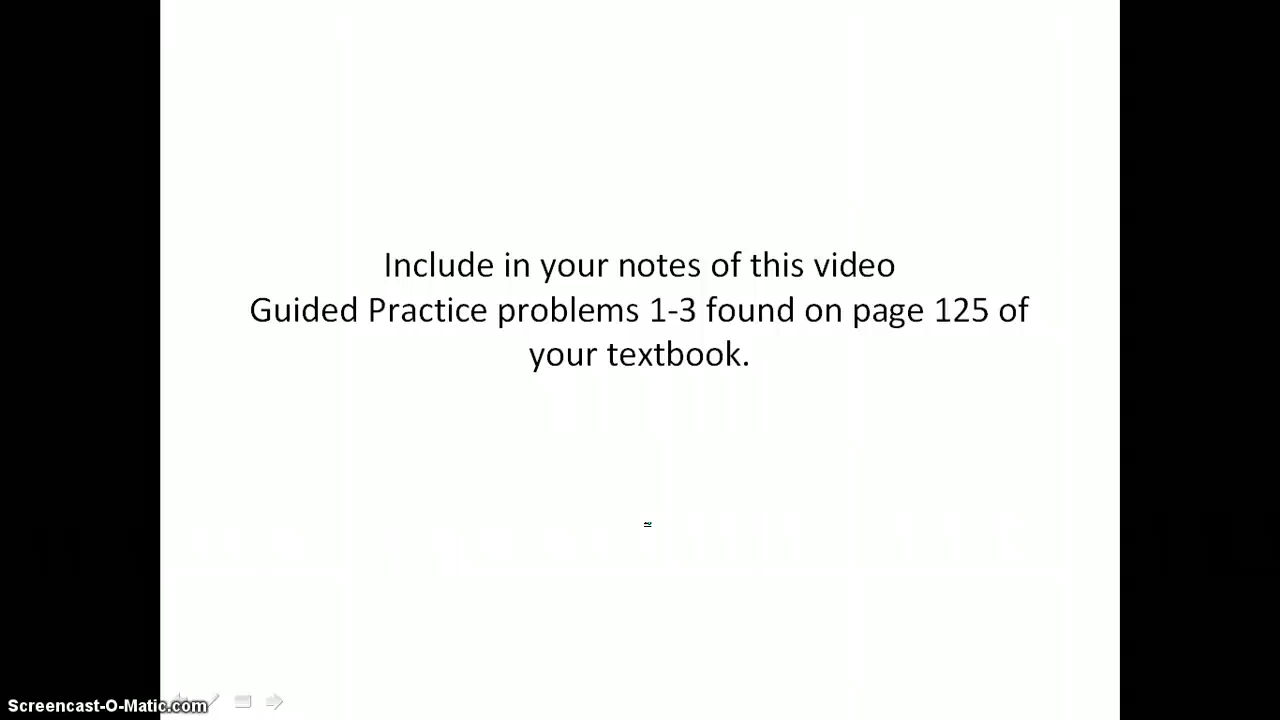 Include in your notes of this video
Guided Practice problems 1-3 found on page 125 of
your textbook.
Screencast-O-Matic.com